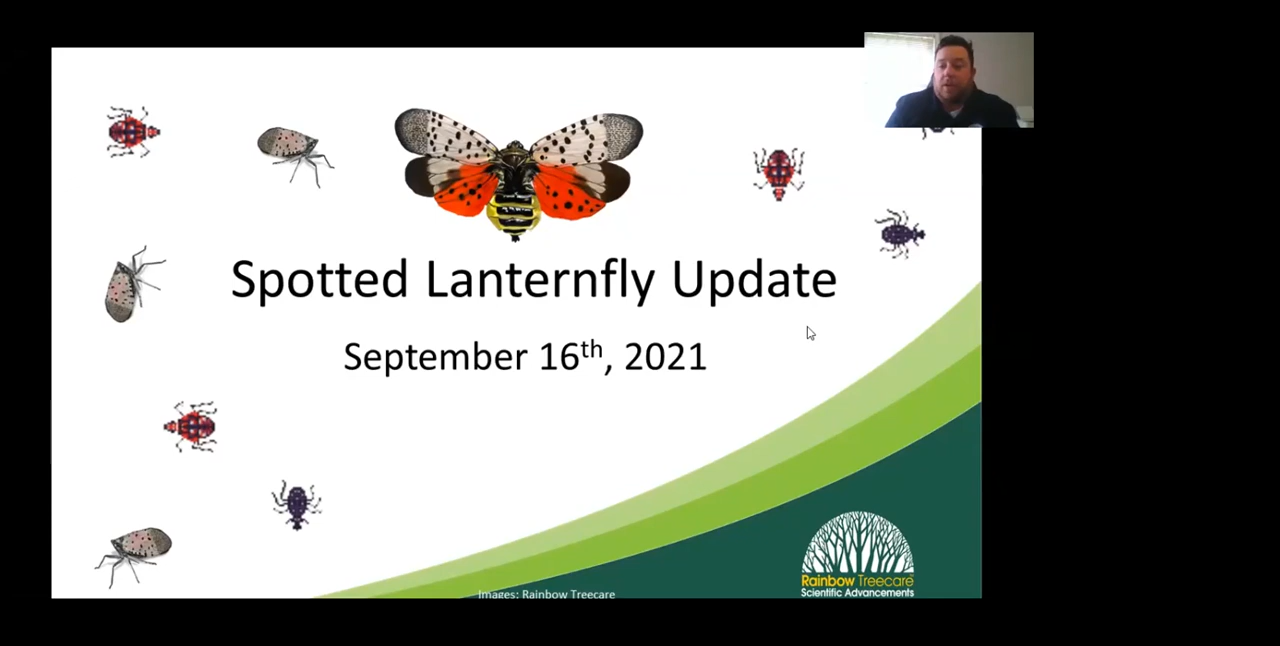 Spotted Lanternfly Update
September 16th, 2021
Rainbow Treecare
Scientific Advancements
Images: Rainbow Treecare